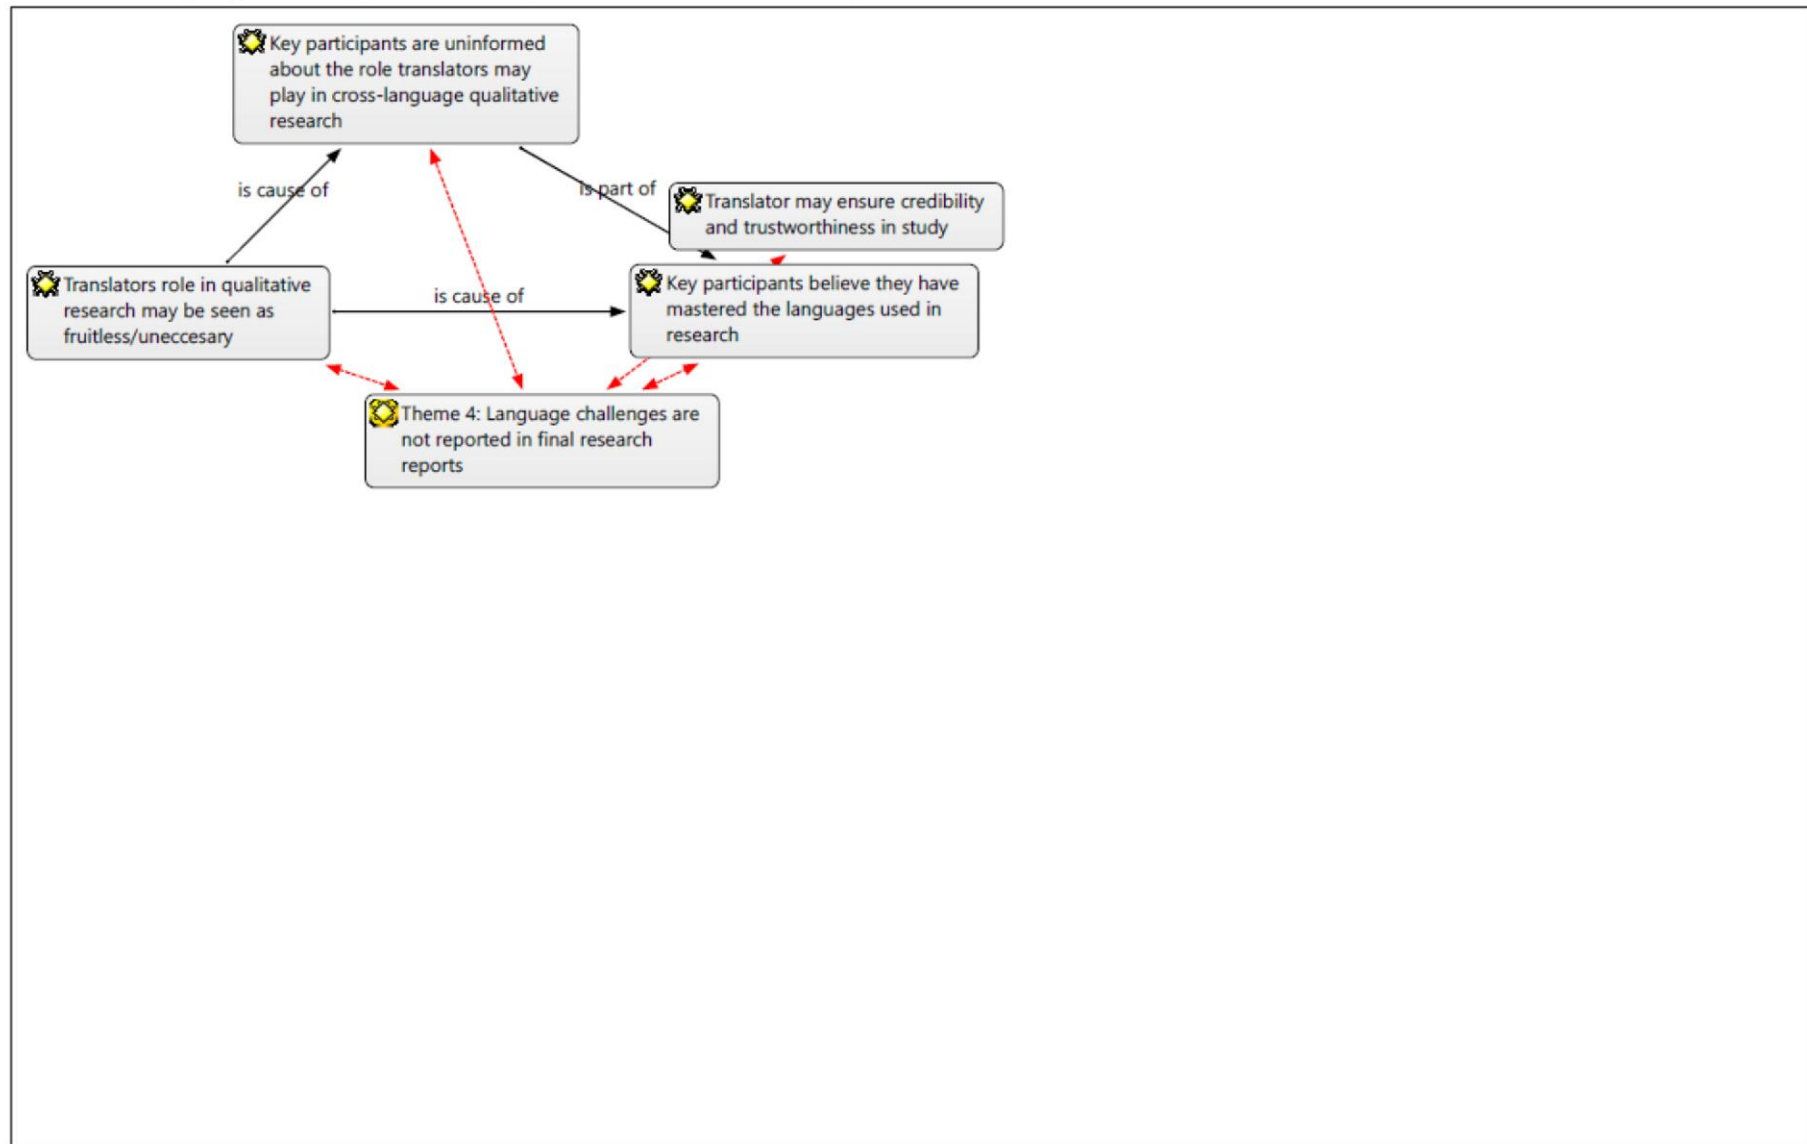 Key participants are uninformed
about the role translators may
play in cross-language qualitative
research
is cause of
is part of
Translator may ensure credibility
and trustworthiness in study
Translators role in qualitative
research may be seen as
fruitless/uneccesary
is cause of
Key participants believe they have
mastered the languages used in
research
Theme 4: Language challenges are
not reported in final research
reports